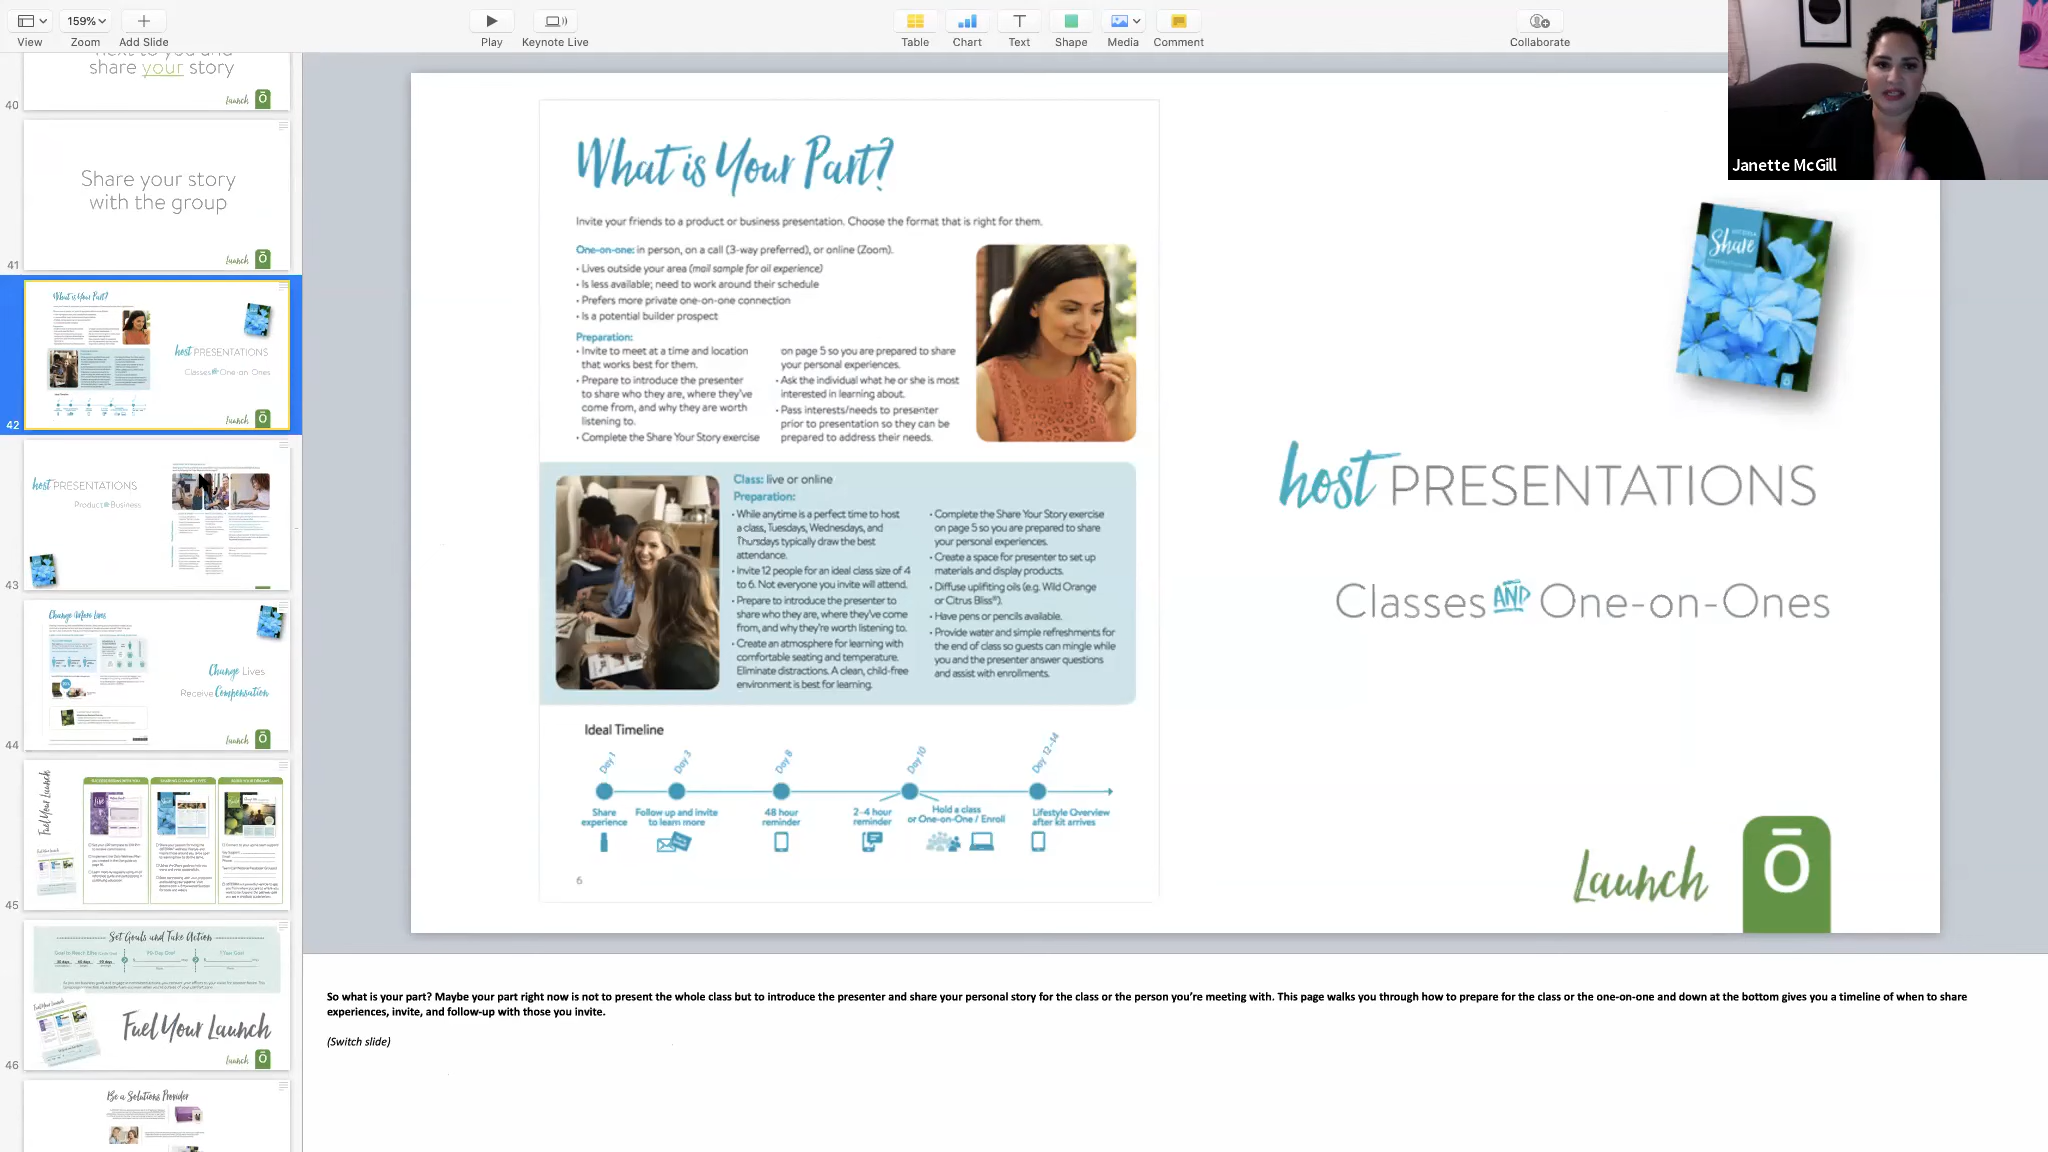 View
159%
Zoom
Add Slide
Play
Keynote Live
Table
Chart
Text
Shape
Media
Comment
Collaborate
Janette McGill
share your story
Launch
40
Share your story
with the group
Launch
41
What is Your Part?
host PRESENTATIONS
Classes AND One-on-Ones
Launch
42
host PRESENTATIONS
Product Business
43
Change More Lives
Change Lives
Receive Compensation
Launch
44
Fuel Your Launch
45
Set Goals and Take Action
Fuel Your Launch
Launch
46
Be a Solutions Provider
What is Your Part?
Invite your friends to a product or business presentation. Choose the format that is right for them.
One-on-one: in person, on a call (3-way preferred), or online (Zoom).
• Lives outside your area (mail sample for oil experience)
• Is less available; need to work around their schedule
• Prefers more private one-on-one connection
• Is a potential builder prospect
Preparation:
• Invite to meet at a time and location
that works best for them.
• Prepare to introduce the presenter
to share who they are, where they've
come from, and why they are worth
listening to.
• Complete the Share Your Story exercise
on page 5 so you are prepared to share
your personal experiences.
• Ask the individual what he or she is most
interested in learning about.
• Pass interests/needs to presenter
prior to presentation so they can be
prepared to address their needs.
Class: live or online
Preparation:
• While anytime is a perfect time to host
a class, Tuesdays, Wednesdays, and
Thursdays typically draw the best
attendance.
• Invite 12 people for an ideal class size of 4
to 6. Not everyone you invite will attend.
• Prepare to introduce the presenter to
share who they are, where they've come
from, and why they're worth listening to.
• Create an atmosphere for learning with
comfortable seating and temperature.
Eliminate distractions. A clean, child-free
environment is best for learning.
• Complete the Share Your Story exercise
on page 5 so you are prepared to share
your personal experiences.
• Create a space for presenter to set up
materials and display products.
• Diffuse uplifting oils (e.g. Wild Orange
or Citrus Bliss®).
• Have pens or pencils available.
• Provide water and simple refreshments for
the end of class so guests can mingle while
you and the presenter answer questions
and assist with enrollments.
Ideal Timeline
Day 1
Day 3
Day 8
Day 10
Day 12–14
Share
experience
Follow up and invite
to learn more
48 hour
reminder
2–4 hour
reminder
Hold a class
or One-on-One / Enroll
Lifestyle Overview
after kit arrives
6
Share
host PRESENTATIONS
Classes AND One-on-Ones
Launch
So what is your part? Maybe your part right now is not to present the whole class but to introduce the presenter and share your personal story for the class or the person you're meeting with. This page walks you through how to prepare for the class or the one-on-one and down at the bottom gives you a timeline of when to share
experiences, invite, and follow-up with those you invite.
(Switch slide)